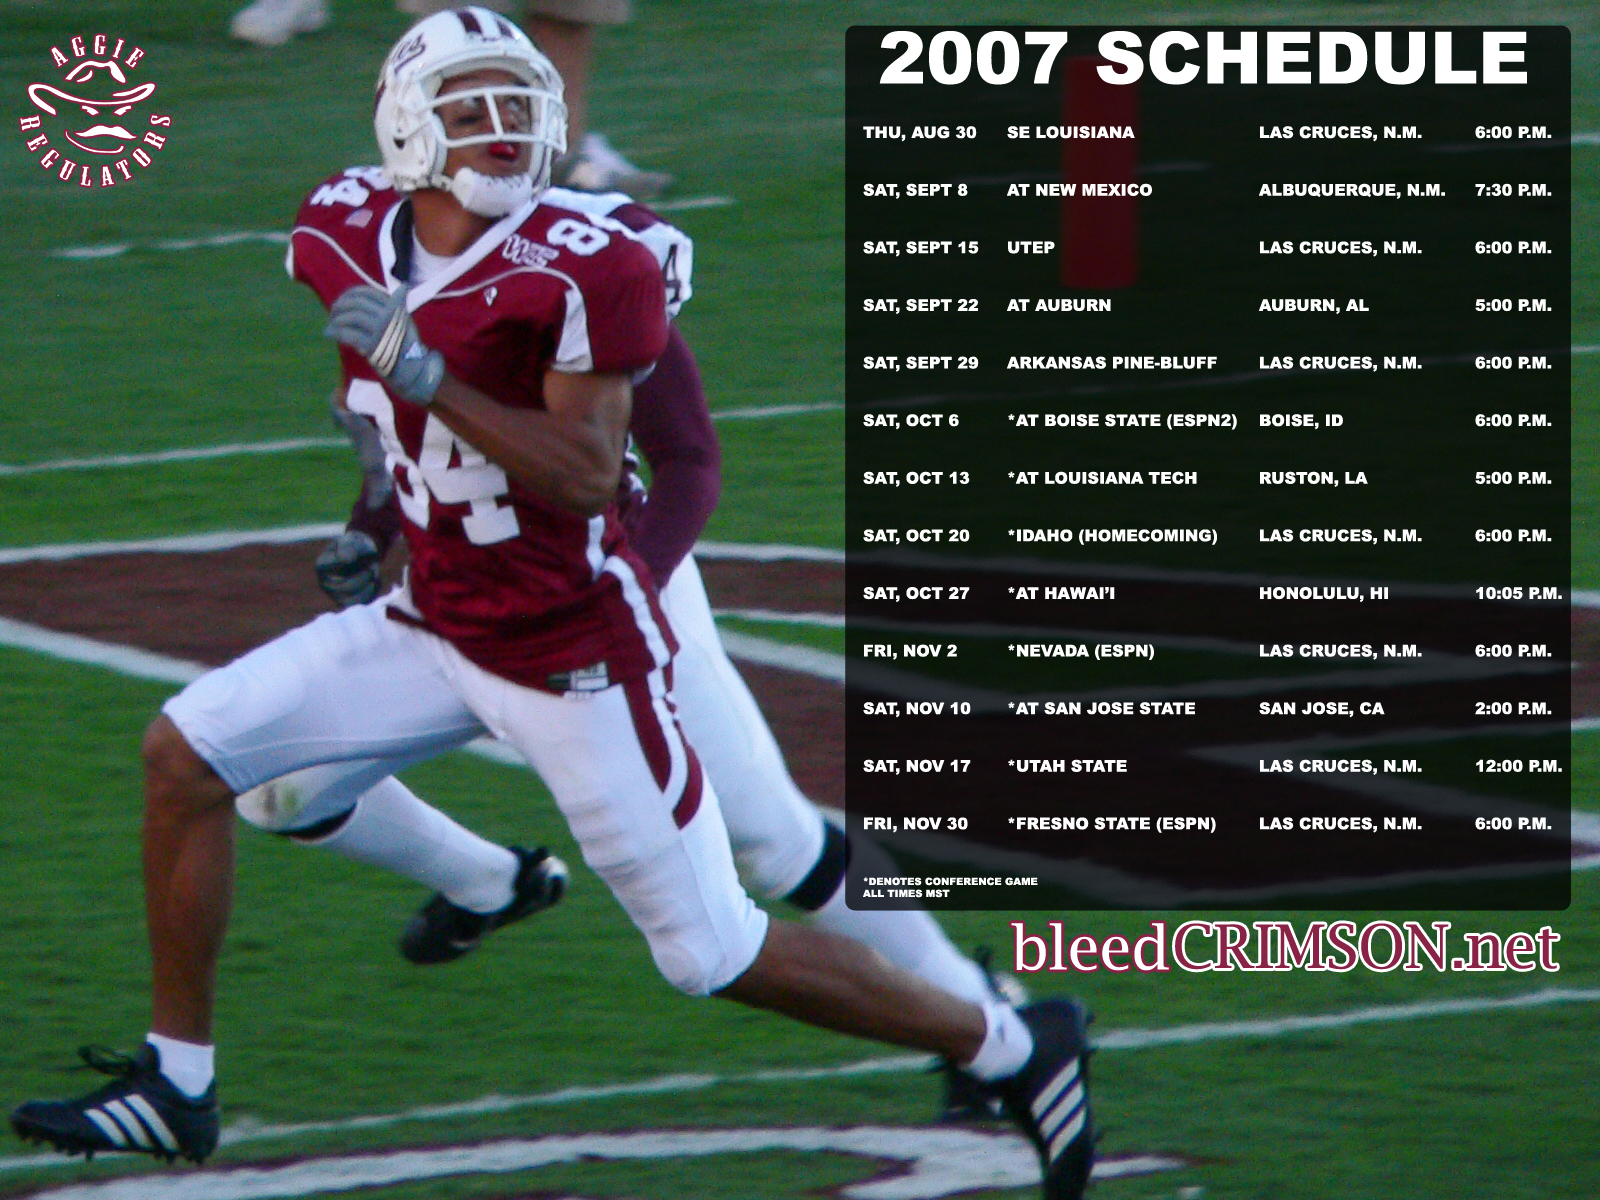 AGGIE
REGULATORS
2007 SCHEDULE
THU, AUG 30 SE LOUISIANA LAS CRUCES, N.M. 6:00 P.M.
SAT, SEPT 8 AT NEW MEXICO ALBUQUERQUE, N.M. 7:30 P.M.
SAT, SEPT 15 UTEP LAS CRUCES, N.M. 6:00 P.M.
SAT, SEPT 22 AT AUBURN AUBURN, AL 5:00 P.M.
SAT, SEPT 29 ARKANSAS PINE-BLUFF LAS CRUCES, N.M. 6:00 P.M.
SAT, OCT 6 *AT BOISE STATE (ESPN2) BOISE, ID 6:00 P.M.
SAT, OCT 13 *AT LOUISIANA TECH RUSTON, LA 5:00 P.M.
SAT, OCT 20 *IDAHO (HOMECOMING) LAS CRUCES, N.M. 6:00 P.M.
SAT, OCT 27 *AT HAWAI'I HONOLULU, HI 10:05 P.M.
FRI, NOV 2 *NEVADA (ESPN) LAS CRUCES, N.M. 6:00 P.M.
SAT, NOV 10 *AT SAN JOSE STATE SAN JOSE, CA 2:00 P.M.
SAT, NOV 17 *UTAH STATE LAS CRUCES, N.M. 12:00 P.M.
FRI, NOV 30 *FRESNO STATE (ESPN) LAS CRUCES, N.M. 6:00 P.M.
*DENOTES CONFERENCE GAME
ALL TIMES MST
bleedCRIMSON.net
84